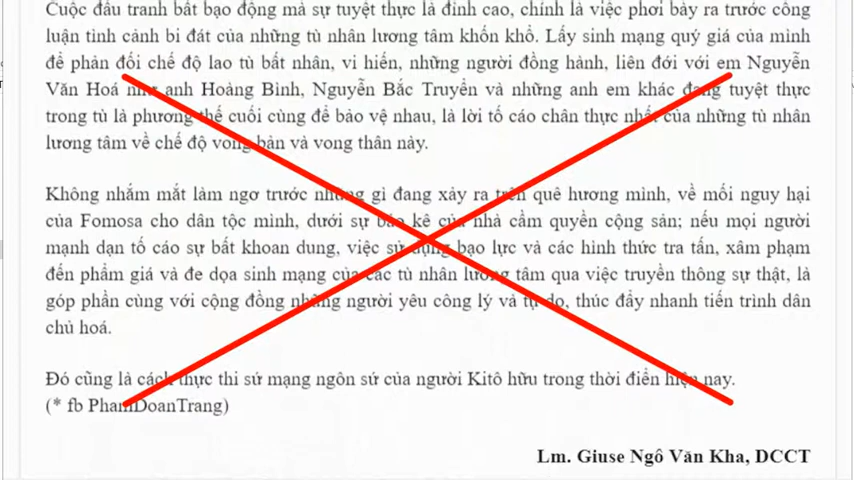 Cuộc đấu tranh bất bạo động mà sự tuyệt thực là đỉnh cao, chính là việc phơi bày ra trước công
luận tình cảnh bi đát của những tù nhân lương tâm khốn khổ. Lấy sinh mạng quý giá của mình
để phản đối chế độ lao tù bất nhân, vi hiến, những người đồng hành, liên đới với em Nguyễn
Văn Hoá như anh Hoàng Bình, Nguyễn Bắc Truyển và những anh em khác đang tuyệt thực
trong tù là phương thế cuối cùng để bảo vệ nhau, là lời tố cáo chân thực nhất của những tù nhân
lương tâm về chế độ vong bản và vong thân này.
Không nhắm mắt làm ngơ trước những gì đang xảy ra trên quê hương mình, về mối nguy hại
của Fomosa cho dân tộc mình, dưới sự bảo kê của nhà cầm quyền cộng sản; nếu mọi người
mạnh dạn tố cáo sự bất khoan dung, việc sử dụng bạo lực và các hình thức tra tấn, xâm phạm
đến phẩm giá và đe dọa sinh mạng của các tù nhân lương tâm qua việc truyền thông sự thật, là
góp phần cùng với cộng đồng những người yêu công lý và tự do, thúc đẩy nhanh tiến trình dân
chủ hoá.
Đó cũng là cách thực thi sứ mạng ngôn sứ của người Kitô hữu trong thời điểm hiện nay.
(* fb PhamDoanTrang)
Lm. Giuse Ngô Văn Kha, DCCT